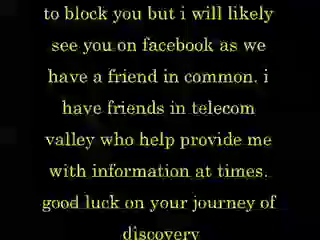 to block you but i will likely
see you on facebook as we
have a friend in common. i
have friends in telecom
valley who help provide me
with information at times.
good luck on your journey of
discovery